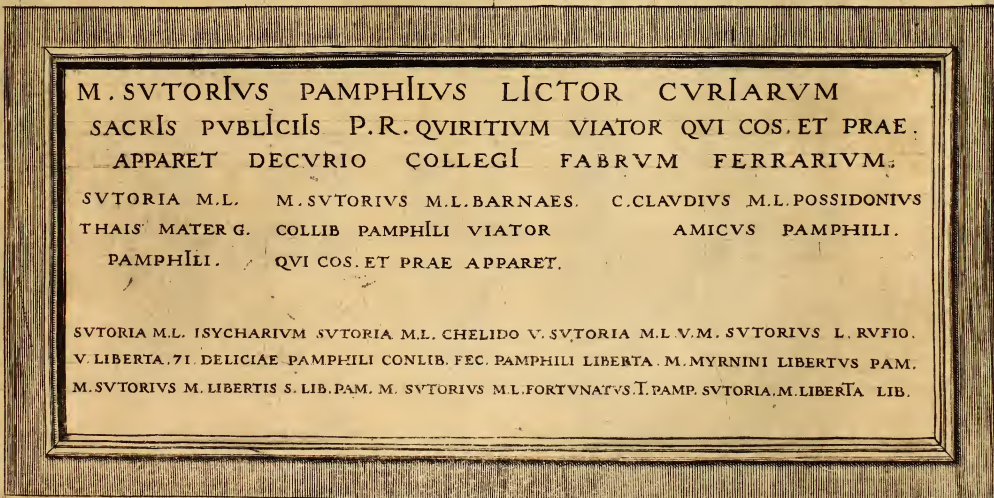 M. SVTORIVS PAMPHILVS LICTOR CVRIARVM
SACRIS PVBLICIIS P.R. QVIRITIVM VIATOR QVI COS. ET PRAE.
APPARET DECVRIO COLLEGI FABRVM FERRARIVM.
SVTORIA M.L. M. SVTORIVS M.L. BARNAES. C. CLAVDIVS M.L. POSSIDONIVS
THAIS MATER G. COLLIB PAMPHILI VIATOR AMICVS PAMPHILI.
PAMPHILI. QVI COS. ET PRAE APPARET.
SVTORIA M.L. ISYCHARIVM SVTORIA M.L. CHELIDO V. SVTORIA M.L V.M. SVTORIVS L. RVFIO.
V. LIBERTA. 71. DELICIAE PAMPHILI CONLIB. FEC. PAMPHILI LIBERTA. M. MYRNINI LIBERTVS PAM.
M. SVTORIVS M. LIBERTIS S. LIB. PAM. M. SVTORIVS M.L. FORTVNATVS. T. PAMP. SVTORIA. M. LIBERTA LIB.